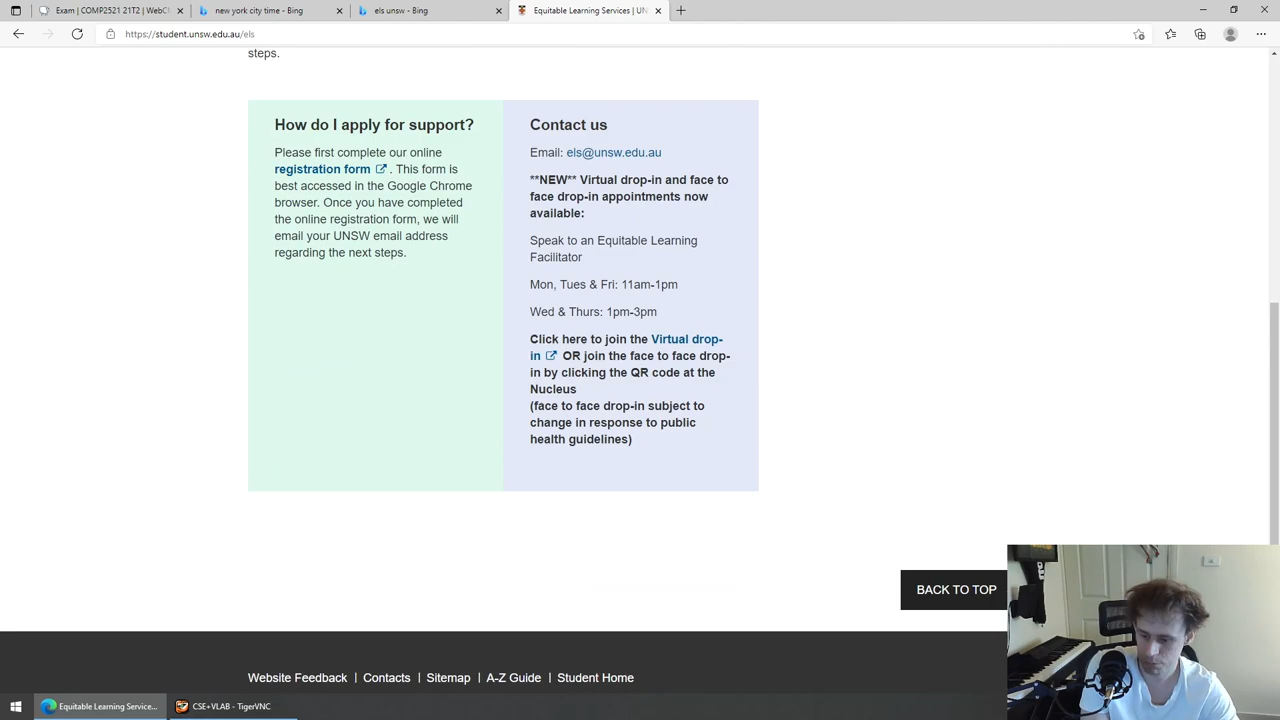 Exam | COMP2521 21T2 | WebC
new york city time - Bing
els unsw - Bing
Equitable Learning Services | UN
https://student.unsw.edu.au/els
steps.
How do I apply for support?
Please first complete our online
registration form . This form is
best accessed in the Google Chrome
browser. Once you have completed
the online registration form, we will
email your UNSW email address
regarding the next steps.
Contact us
Email: els@unsw.edu.au
**NEW** Virtual drop-in and face to
face drop-in appointments now
available:
Speak to an Equitable Learning
Facilitator
Mon, Tues & Fri: 11am-1pm
Wed & Thurs: 1pm-3pm
Click here to join the Virtual drop-
in OR join the face to face drop-
in by clicking the QR code at the
Nucleus
(face to face drop-in subject to
change in response to public
health guidelines)
BACK TO TOP
Website Feedback | Contacts | Sitemap | A-Z Guide | Student Home
Equitable Learning Service...
CSE+VLAB - TigerVNC